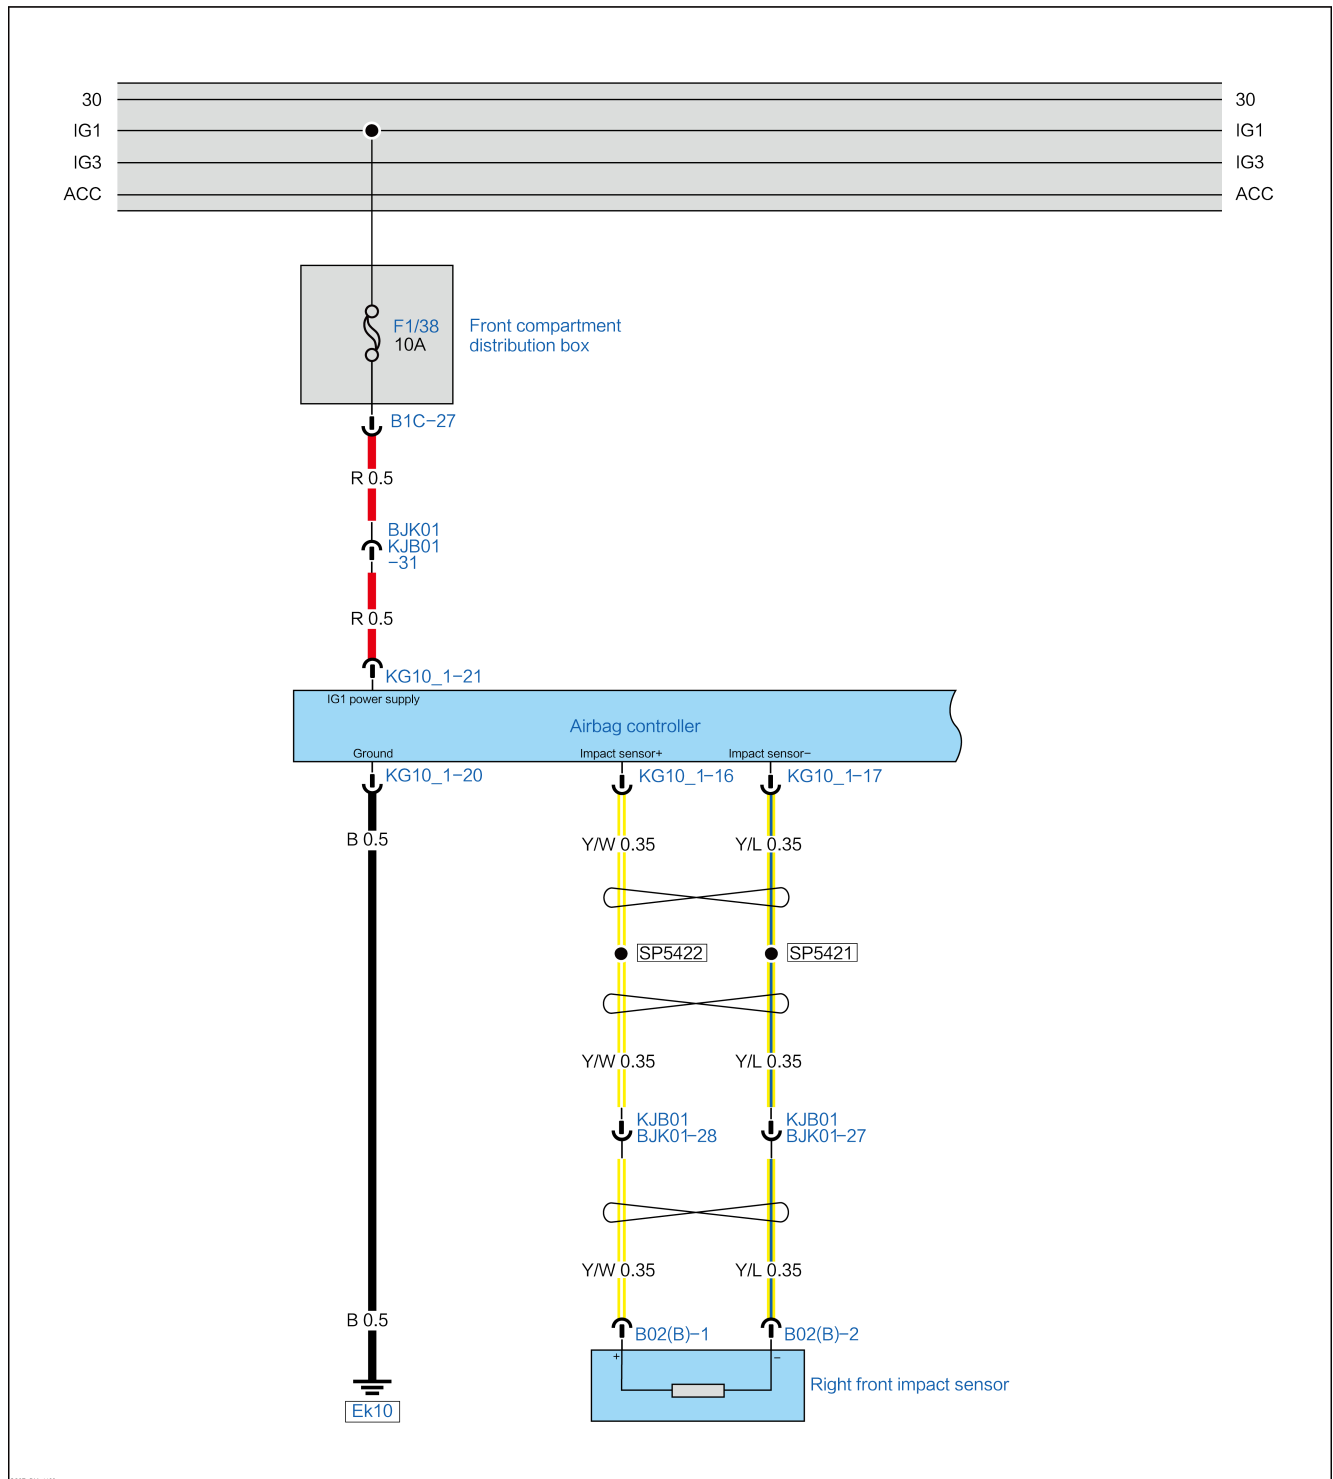 30 30
IG1 IG1
IG3 IG3
ACC ACC
F1/38
10A
Front compartment
distribution box
B1C-27
R 0.5
BJK01
KJB01
-31
R 0.5
KG10_1-21
IG1 power supply
Airbag controller
Ground Impact sensor+ Impact sensor-
KG10_1-20 KG10_1-16 KG10_1-17
B 0.5 Y/W 0.35 Y/L 0.35
SP5422 SP5421
Y/W 0.35 Y/L 0.35
KJB01 KJB01
BJK01-28 BJK01-27
Y/W 0.35 Y/L 0.35
B 0.5
B02(B)-1 B02(B)-2
+ -
Right front impact sensor
Ek10